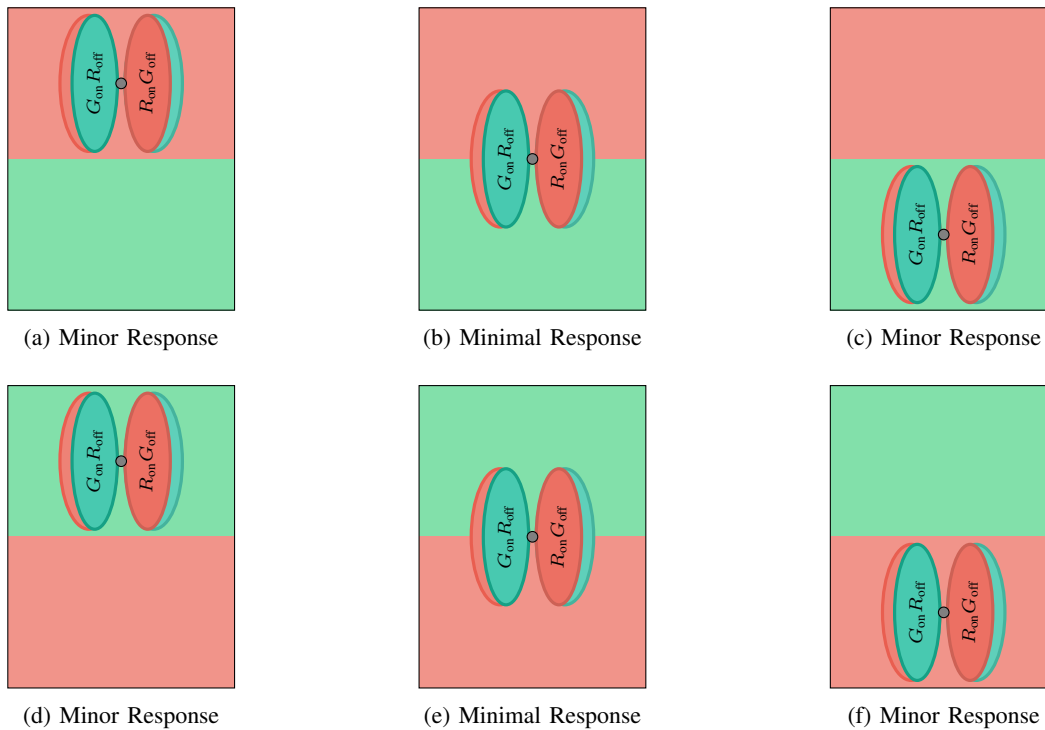 G_on R_off R_on G_off
G_on R_off R_on G_off
G_on R_off R_on G_off
(a) Minor Response
(b) Minimal Response
(c) Minor Response
G_on R_off R_on G_off
G_on R_off R_on G_off
G_on R_off R_on G_off
(d) Minor Response
(e) Minimal Response
(f) Minor Response